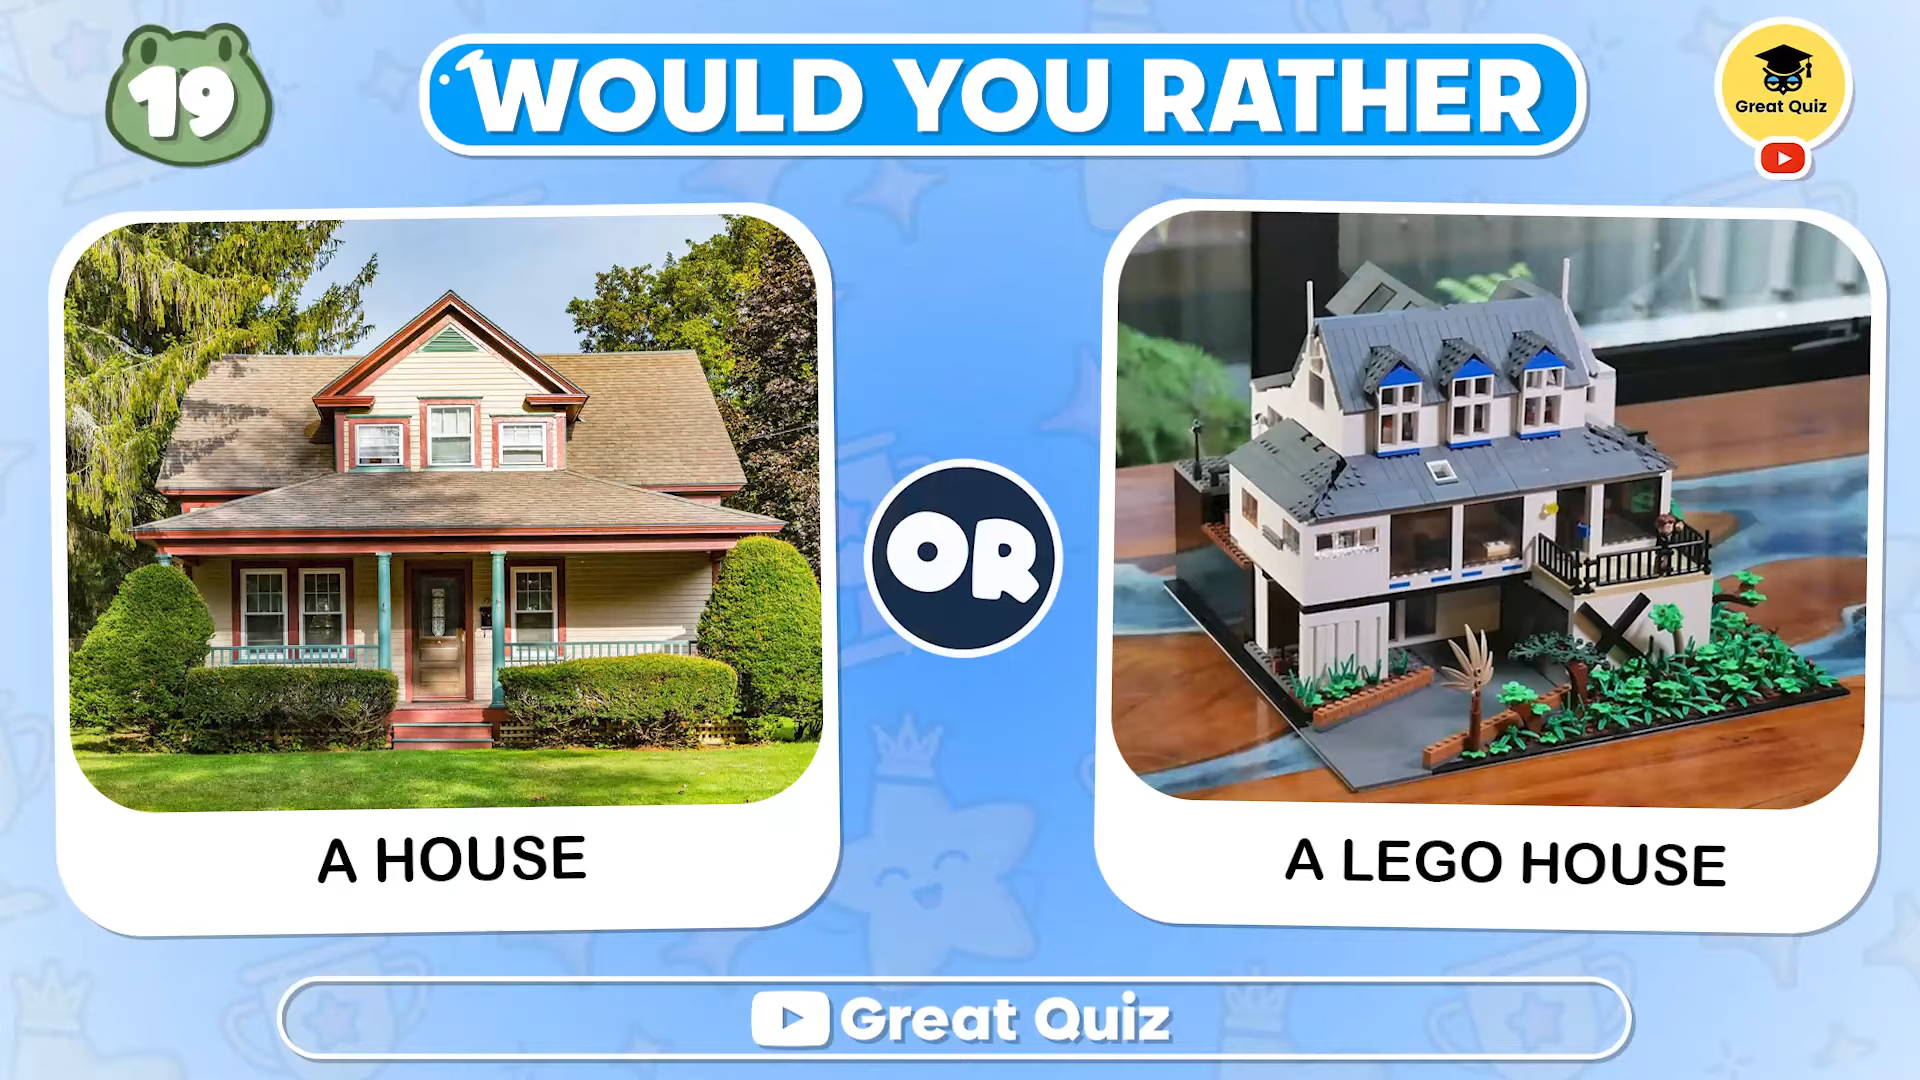 19
WOULD YOU RATHER
Great Quiz
OR
A HOUSE
A LEGO HOUSE
Great Quiz